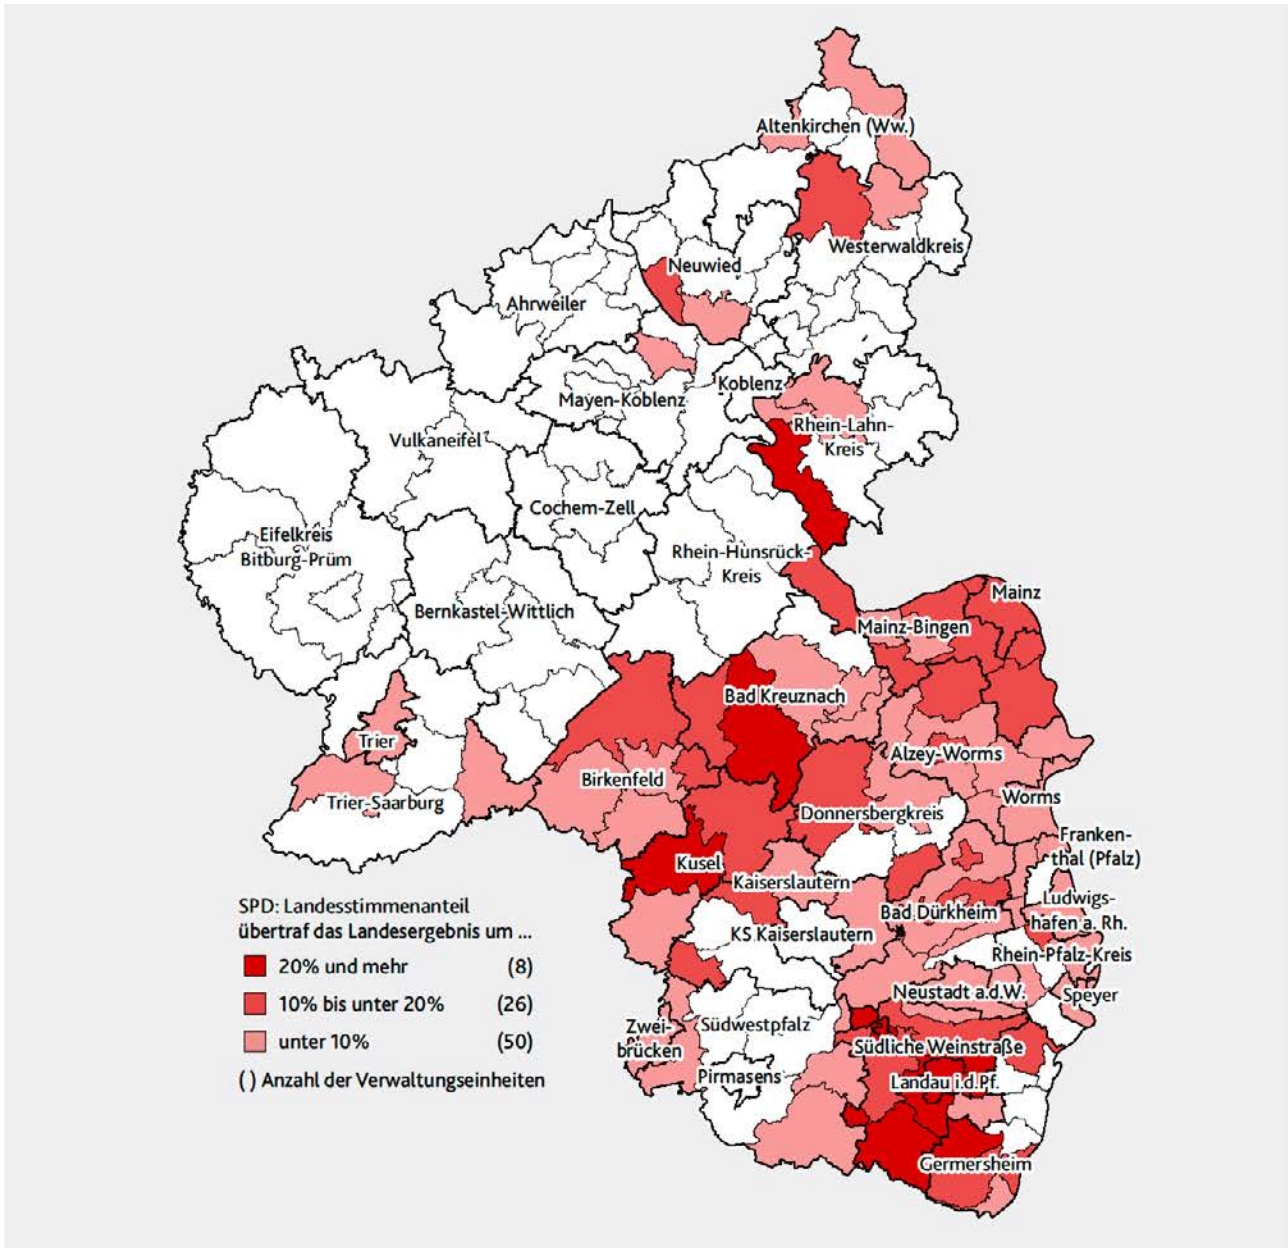 Altenkirchen (Ww.)
Westerwaldkreis
Neuwied
Ahrweiler
Koblenz
Mayen-Koblenz
Rhein-Lahn-
Kreis
Vulkaneifel
Cochem-Zell
Eifelkreis
Bitburg-Prüm
Rhein-Hunsrück-
Kreis
Bernkastel-Wittlich
Mainz
Mainz-Bingen
Bad Kreuznach
Trier
Alzey-Worms
Birkenfeld
Trier-Saarburg
Worms
Donnersbergkreis
Franken-
thal (Pfalz)
Kusel
Kaiserslautern
Ludwigs-
hafen a. Rh.
Bad Dürkheim
KS Kaiserslautern
Rhein-Pfalz-Kreis
Neustadt a.d.W.
Speyer
Zwei-
brücken
Südwestpfalz
Südliche Weinstraße
Pirmasens
Landau i.d.Pf.
Germersheim
SPD: Landesstimmenanteil
übertraf das Landesergebnis um ...
20% und mehr (8)
10% bis unter 20% (26)
unter 10% (50)
( ) Anzahl der Verwaltungseinheiten